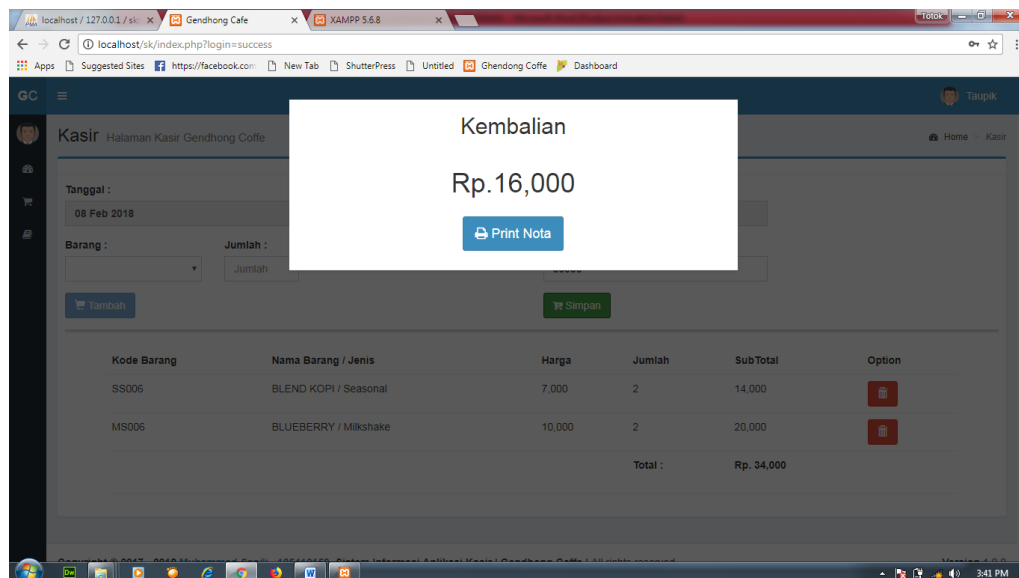 localhost / 127.0.0.1 / sk
Gendhong Cafe
XAMPP 5.6.8
Totok
localhost/sk/index.php?login=success
Apps
Suggested Sites
https://facebook.com
New Tab
ShutterPress
Untitled
Ghendong Coffe
Dashboard
GC
Taupik
Kasir Halaman Kasir Gendhong Coffe
Home > Kasir
Kembalian
Rp.16,000
Print Nota
Tanggal :
08 Feb 2018
Barang :
Jumlah :
Jumlah
Tambah
Simpan
Kode Barang Nama Barang / Jenis Harga Jumlah SubTotal Option
SS006 BLEND KOPI / Seasonal 7,000 2 14,000
MS006 BLUEBERRY / Milkshake 10,000 2 20,000
Total : Rp. 34,000
3:41 PM